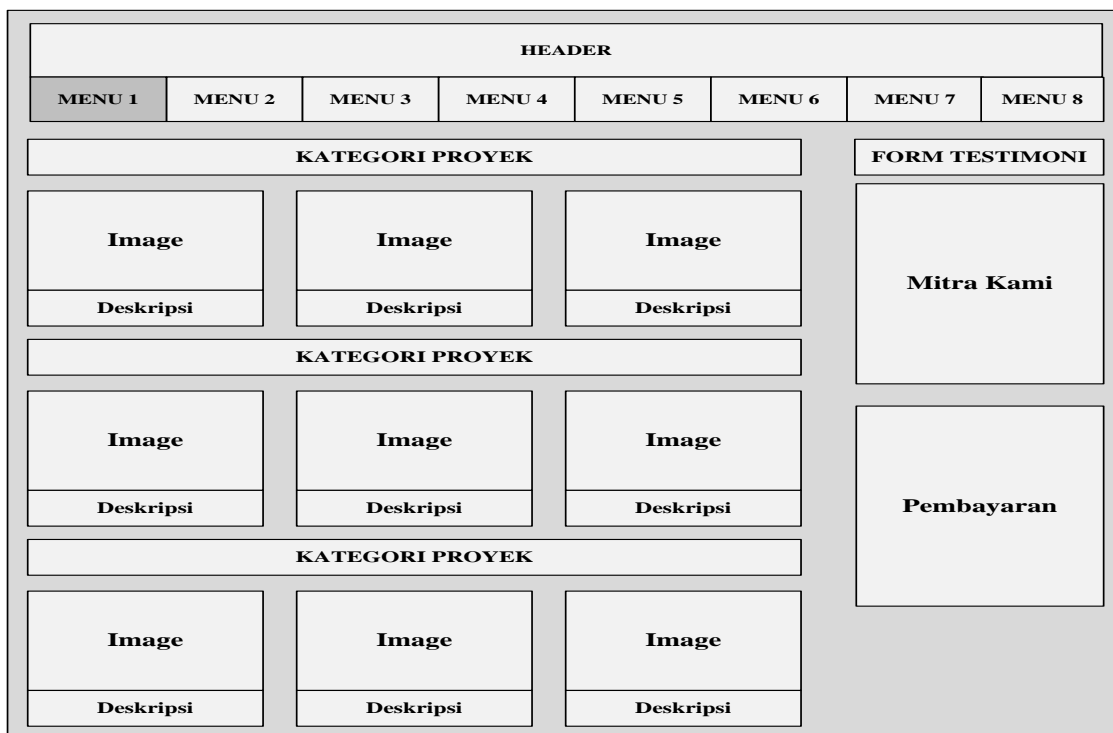 HEADER
MENU 1 MENU 2 MENU 3 MENU 4 MENU 5 MENU 6 MENU 7 MENU 8
KATEGORI PROYEK
Image Image Image
Deskripsi Deskripsi Deskripsi
KATEGORI PROYEK
Image Image Image
Deskripsi Deskripsi Deskripsi
KATEGORI PROYEK
Image Image Image
Deskripsi Deskripsi Deskripsi
FORM TESTIMONI
Mitra Kami
Pembayaran